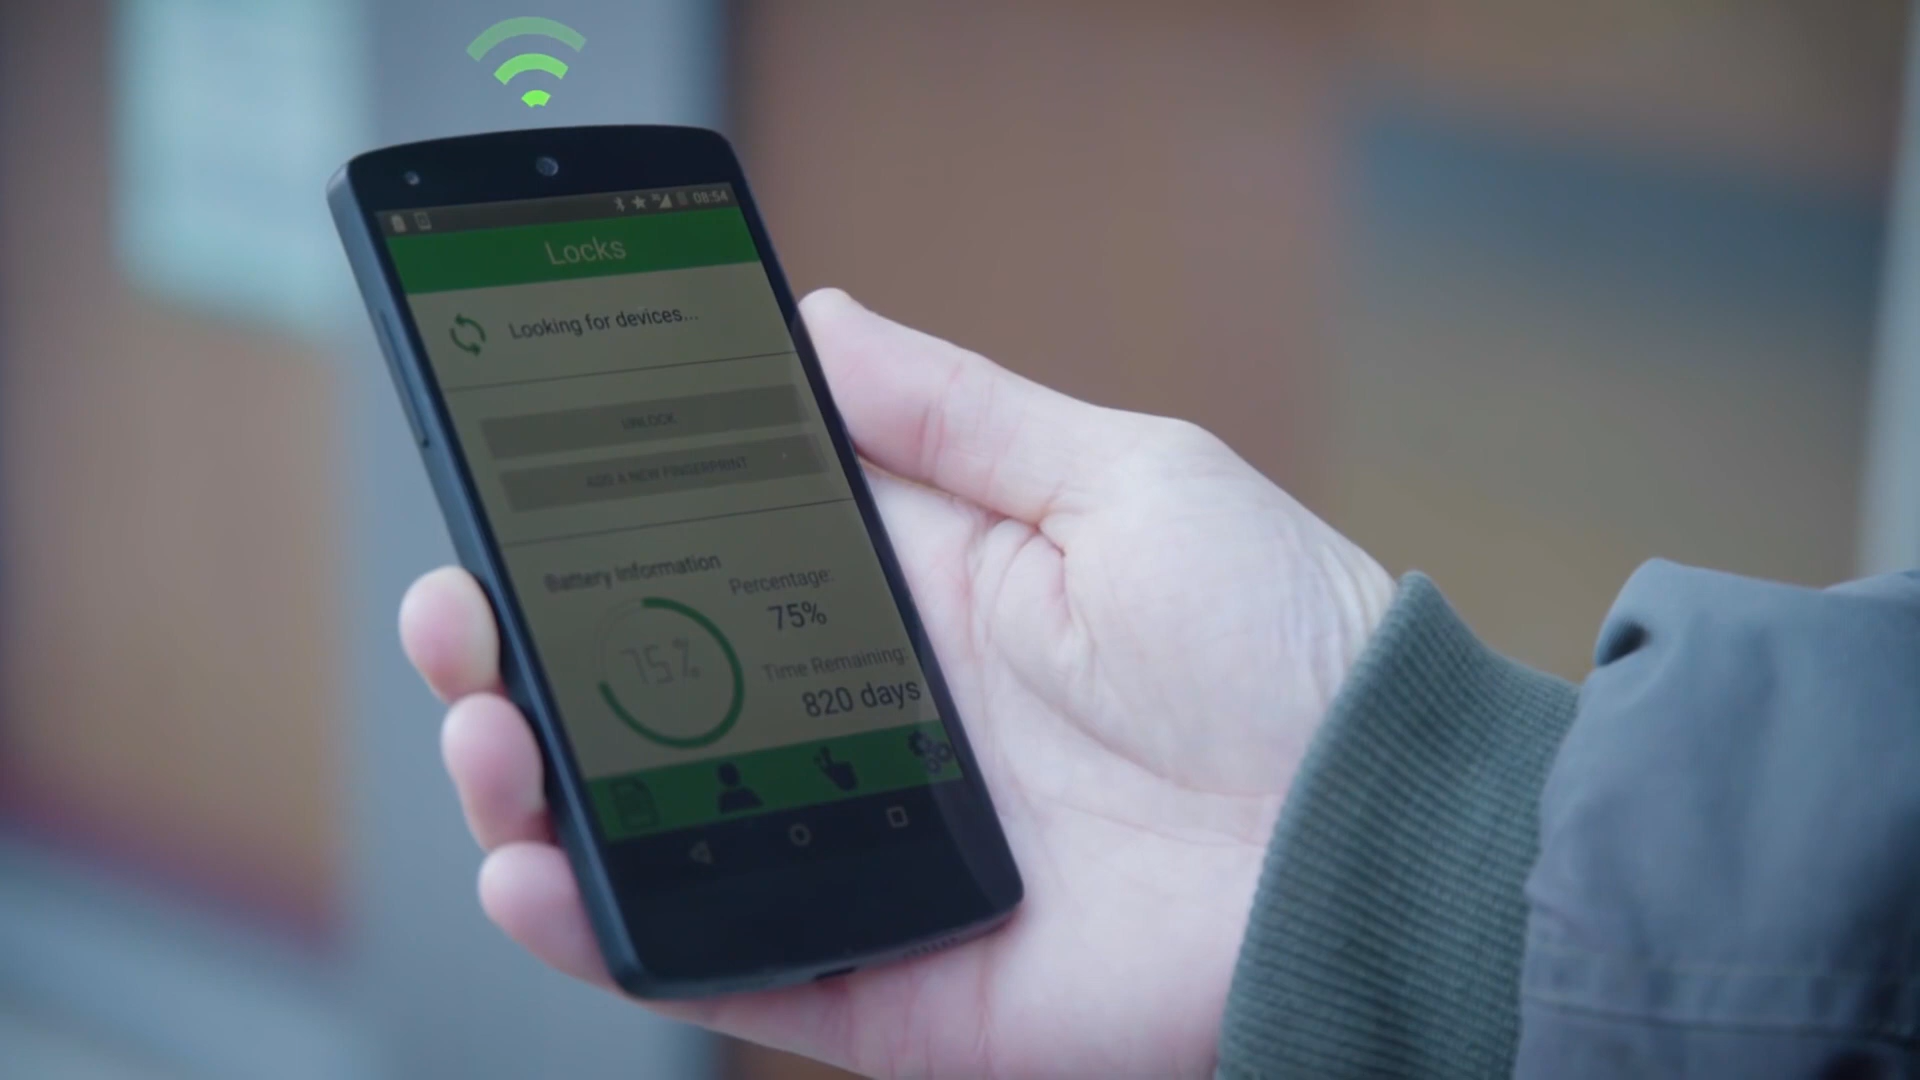 08:54
Locks
Looking for devices...
UNLOCK
ADD A NEW FINGERPRINT
Battery Information
Percentage:
75%
75%
Time Remaining:
820 days